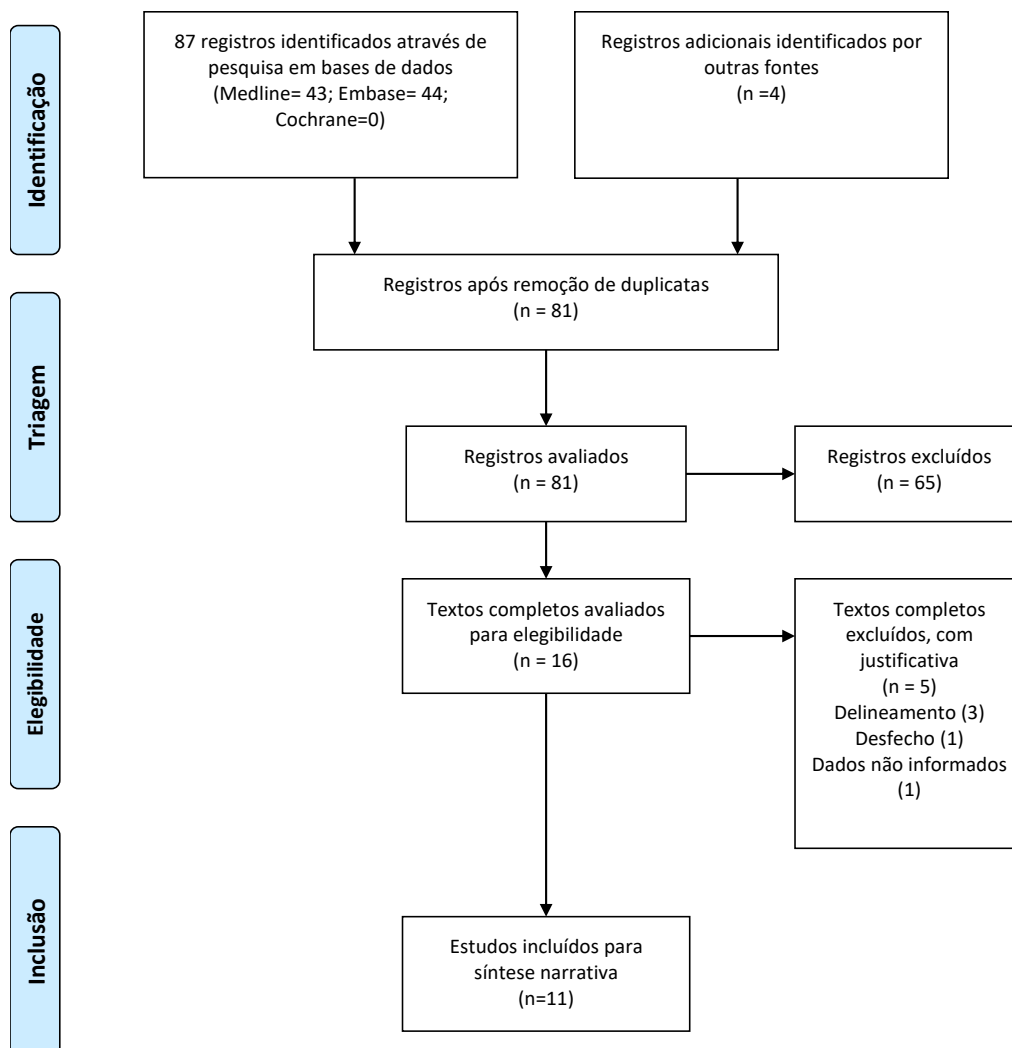 Identificação
87 registros identificados através de
pesquisa em bases de dados
(Medline= 43; Embase= 44;
Cochrane=0)
Registros adicionais identificados por
outras fontes
(n =4)
Registros após remoção de duplicatas
(n = 81)
Triagem
Registros avaliados
(n = 81)
Registros excluídos
(n = 65)
Elegibilidade
Textos completos avaliados
para elegibilidade
(n = 16)
Textos completos
excluídos, com
justificativa
(n = 5)
Delineamento (3)
Desfecho (1)
Dados não informados
(1)
Inclusão
Estudos incluídos para
síntese narrativa
(n=11)